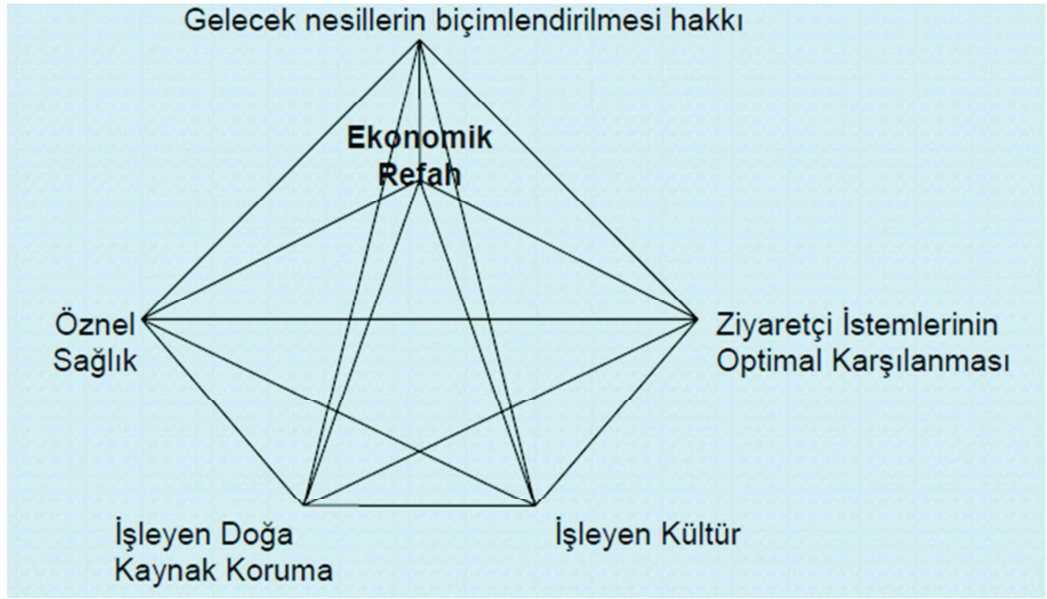 Gelecek nesillerin biçimlendirilmesi hakkı
Ekonomik
Refah
Öznel
Sağlık
Ziyaretçi İstemlerinin
Optimal Karşılanması
İşleyen Doğa
Kaynak Koruma
İşleyen Kültür